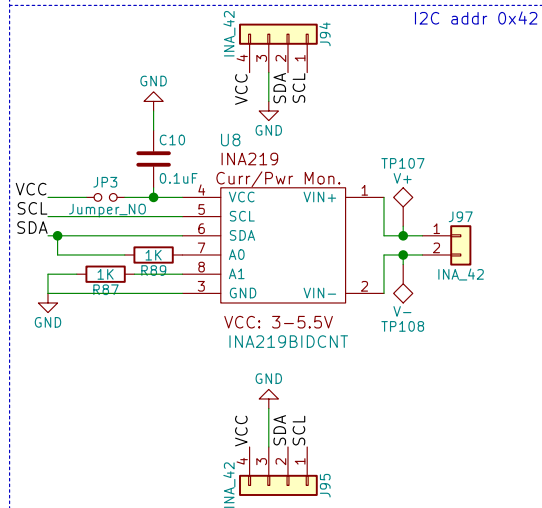 I2C addr 0x42
INA_42
J94
4
3
2
1
VCC
SDA
SCL
GND
GND
C10
0.1uF
U8
INA219
Curr/Pwr Mon.
TP107
V+
VCC
JP3
Jumper_NO
SCL
SDA
4
VCC
VIN+
1
5
SCL
6
SDA
7
A0
8
A1
3
GND
VIN-
2
1K
R89
1K
R87
GND
J97
1
2
INA_42
V-
TP108
VCC: 3-5.5V
INA219BIDCNT
GND
VCC
SDA
SCL
4
3
2
1
INA_42
J95